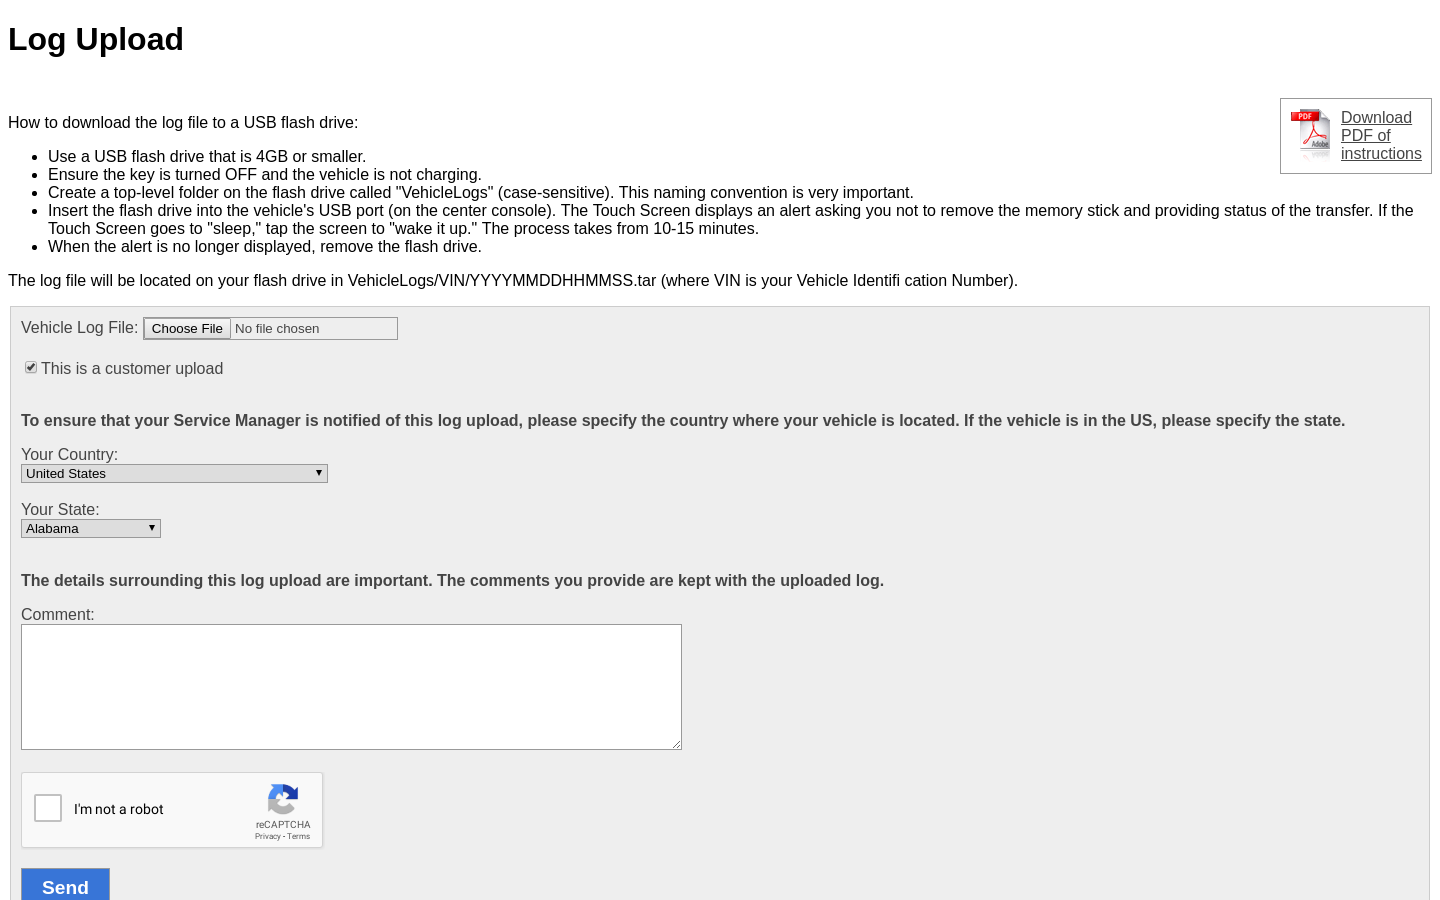 Log Upload
PDF
Adobe
Download
PDF of
instructions
How to download the log file to a USB flash drive:
Use a USB flash drive that is 4GB or smaller.
Ensure the key is turned OFF and the vehicle is not charging.
Create a top-level folder on the flash drive called "VehicleLogs" (case-sensitive). This naming convention is very important.
Insert the flash drive into the vehicle's USB port (on the center console). The Touch Screen displays an alert asking you not to remove the memory stick and providing status of the transfer. If the
Touch Screen goes to "sleep," tap the screen to "wake it up." The process takes from 10-15 minutes.
When the alert is no longer displayed, remove the flash drive.
The log file will be located on your flash drive in VehicleLogs/VIN/YYYYMMDDHHMMSS.tar (where VIN is your Vehicle Identifi cation Number).
Vehicle Log File: Choose File No file chosen
This is a customer upload
To ensure that your Service Manager is notified of this log upload, please specify the country where your vehicle is located. If the vehicle is in the US, please specify the state.
Your Country:
United States
Your State:
Alabama
The details surrounding this log upload are important. The comments you provide are kept with the uploaded log.
Comment:
I'm not a robot
reCAPTCHA
Privacy - Terms
Send